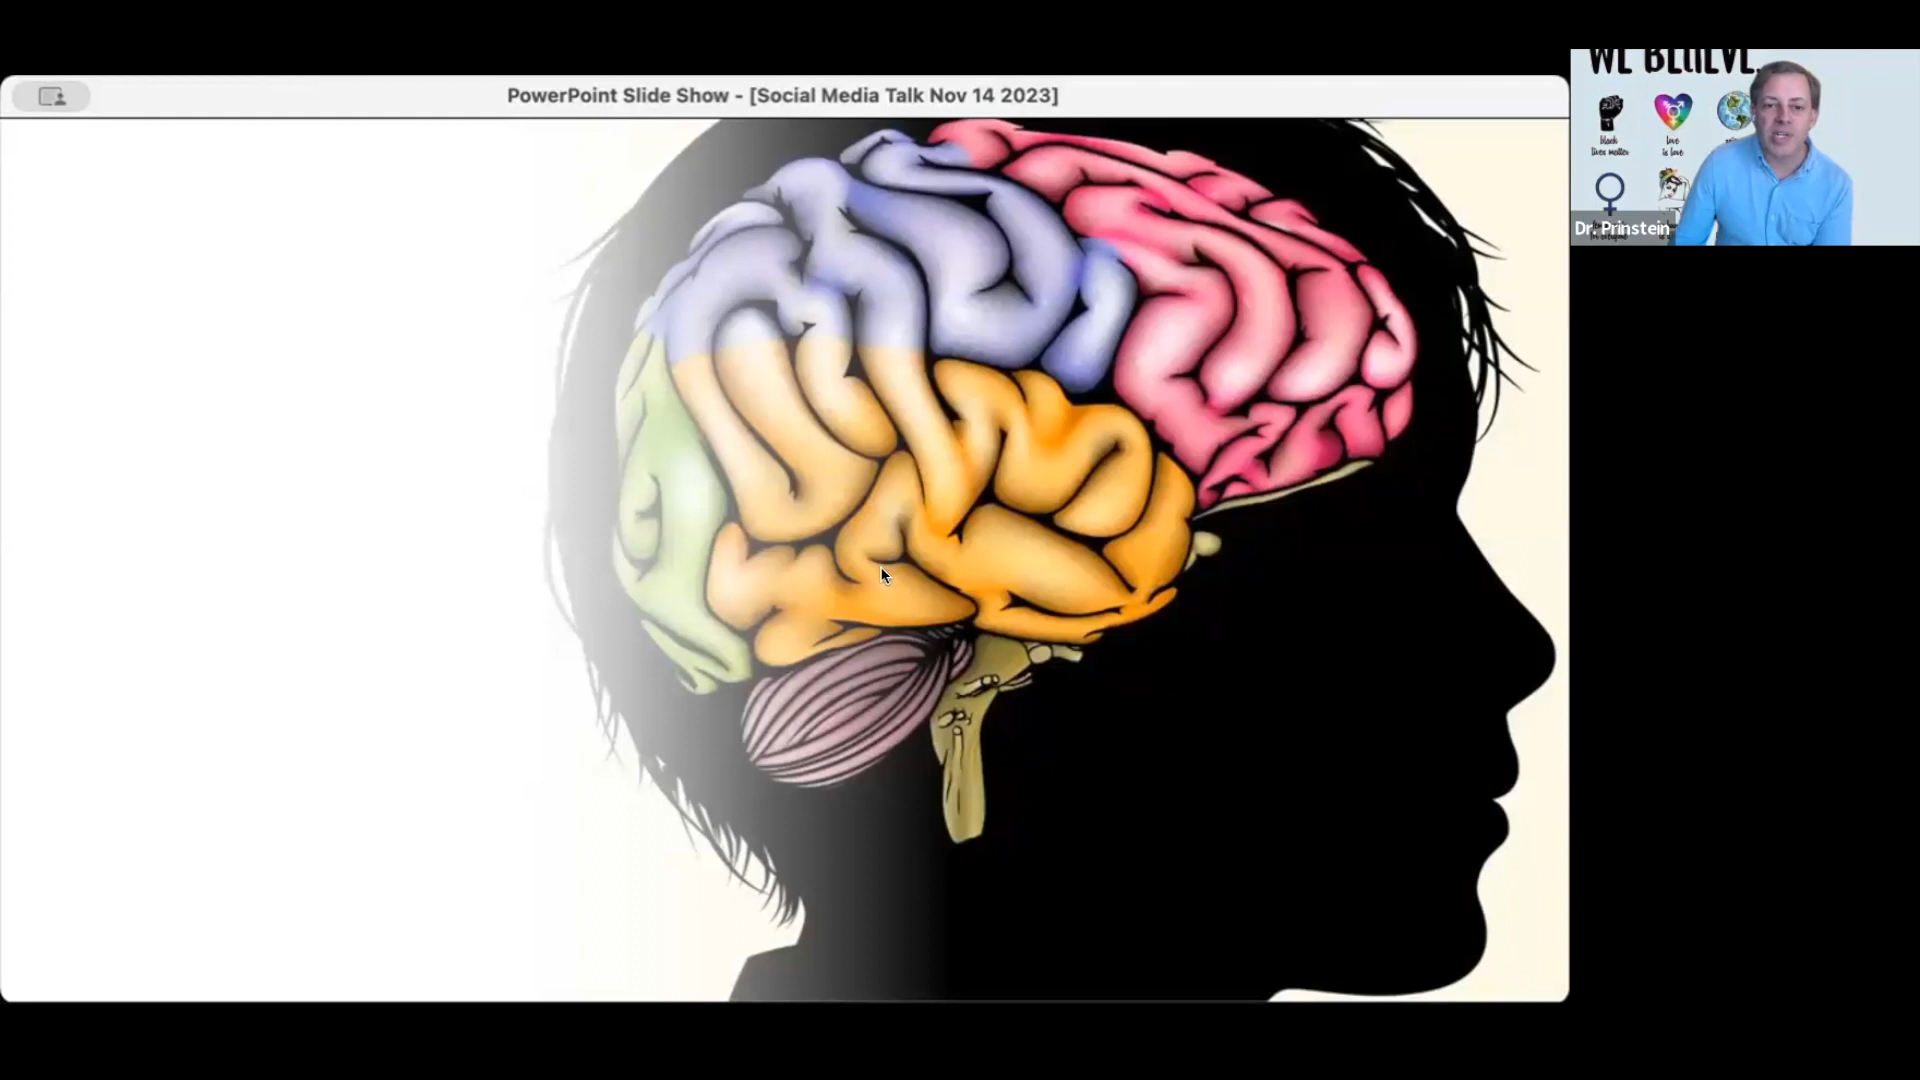 PowerPoint Slide Show - [Social Media Talk Nov 14 2023]
WE BELIEVE
black
lives matter
love
is love
Dr. Prinstein